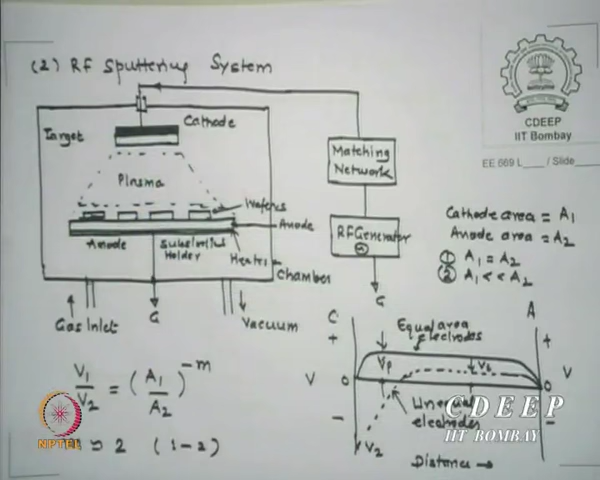 (2) RF Sputtering System
CDEEP
IIT Bombay
EE 669 L____ / Slide____
Cathode
Target
Plasma
Wafers
Anode
Anode
Substrate
Holder
Heater
Chamber
Gas Inlet
G
Vacuum
Matching
Network
RF Generator
G
Cathode area = A1
Anode area = A2
① A1 = A2
② A1 << A2
C
A
+
+
Equal area
electrodes
Vp
V
0
0
V
Unequal
electrodes
-
-
V2
Distance →
V1/V2 = (A1/A2)^-m
≈ 2 (1-2)
NPTEL
CDEEP
IIT BOMBAY